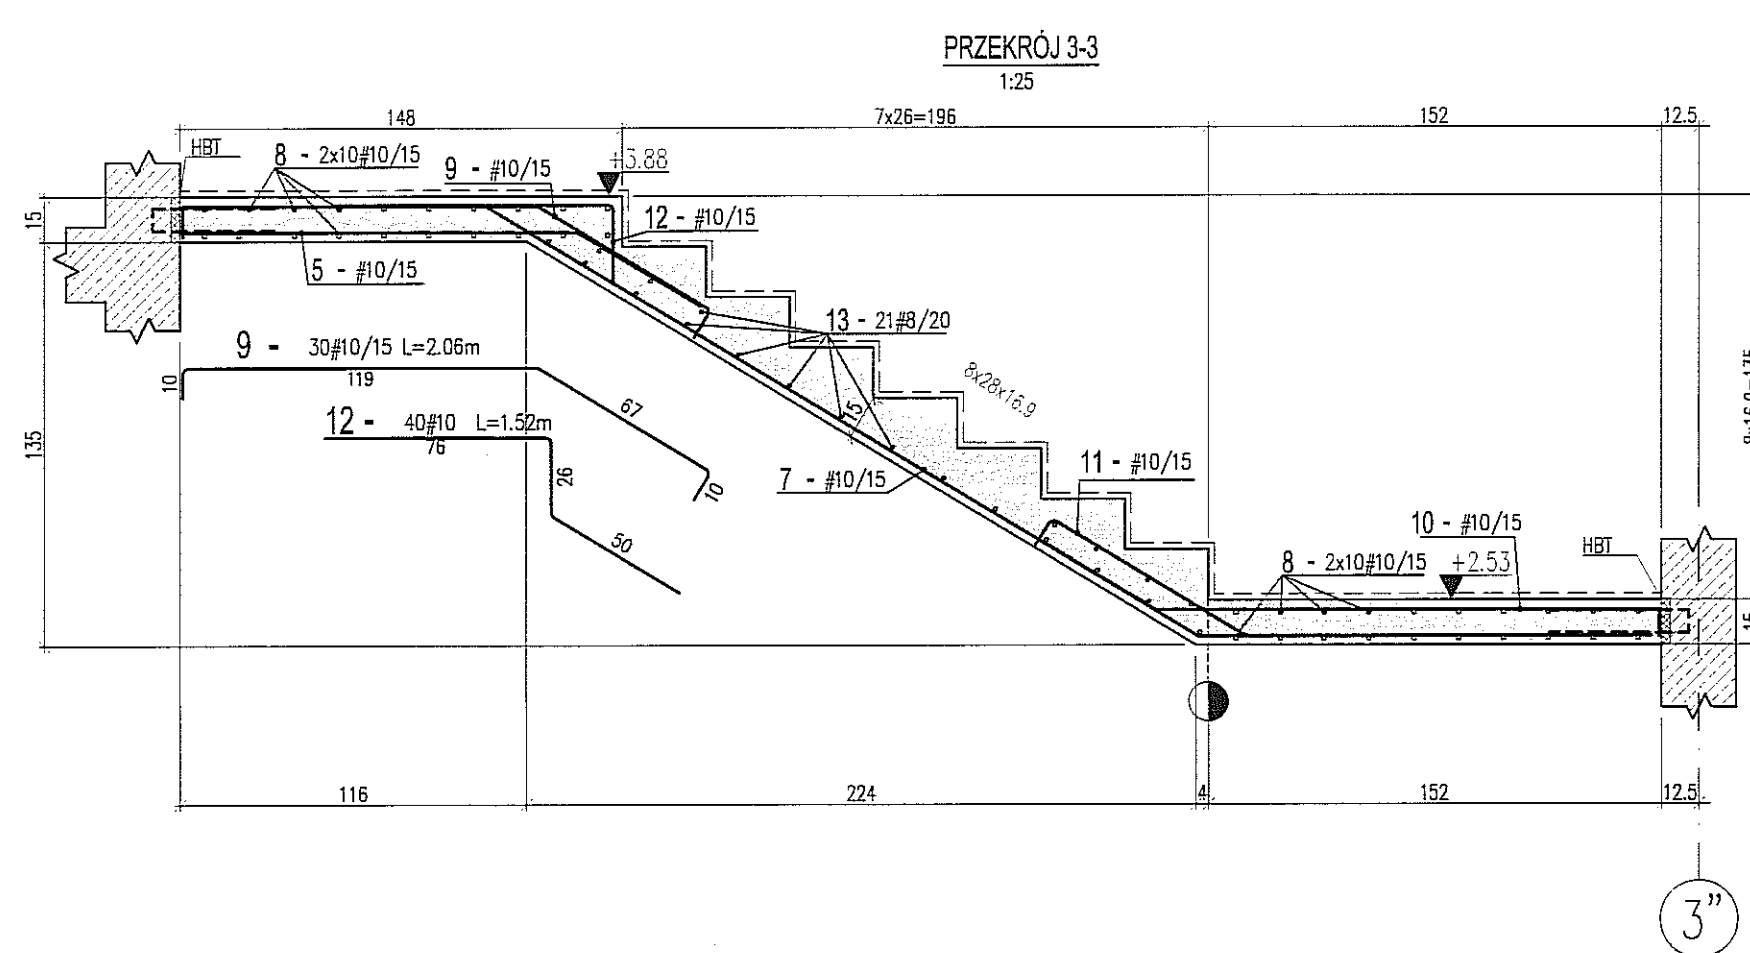 PRZEKRÓJ 3-3
1:25
148
7x26=196
152
12.5
HBT
8 - 2x10#10/15
9 - #10/15
+3.88
12 - #10/15
15
5 - #10/15
13 - 21#8/20
9 - 30#10/15 L=2.06m
10
119
67
10
8x28x16.9
12 - 40#10 L=1.52m
76
26
50
15
135
7 - #10/15
11 - #10/15
10 - #10/15
HBT
8 - 2x10#10/15
+2.53
15
116
224
4
152
12.5
3”